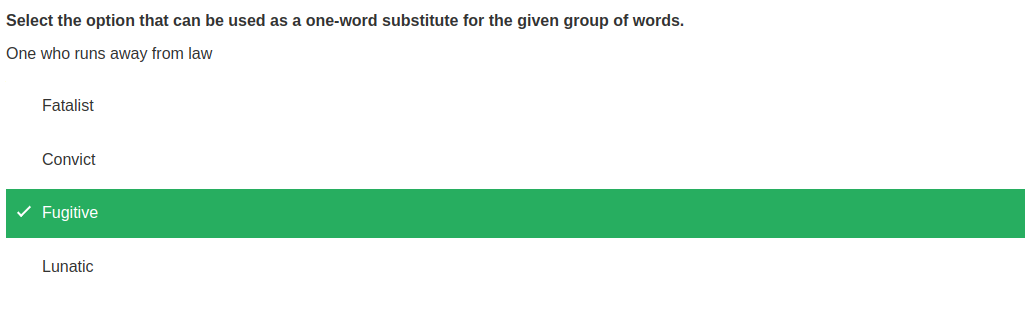 Select the option that can be used as a one-word substitute for the given group of words.
One who runs away from law
Fatalist
Convict
Fugitive
Lunatic